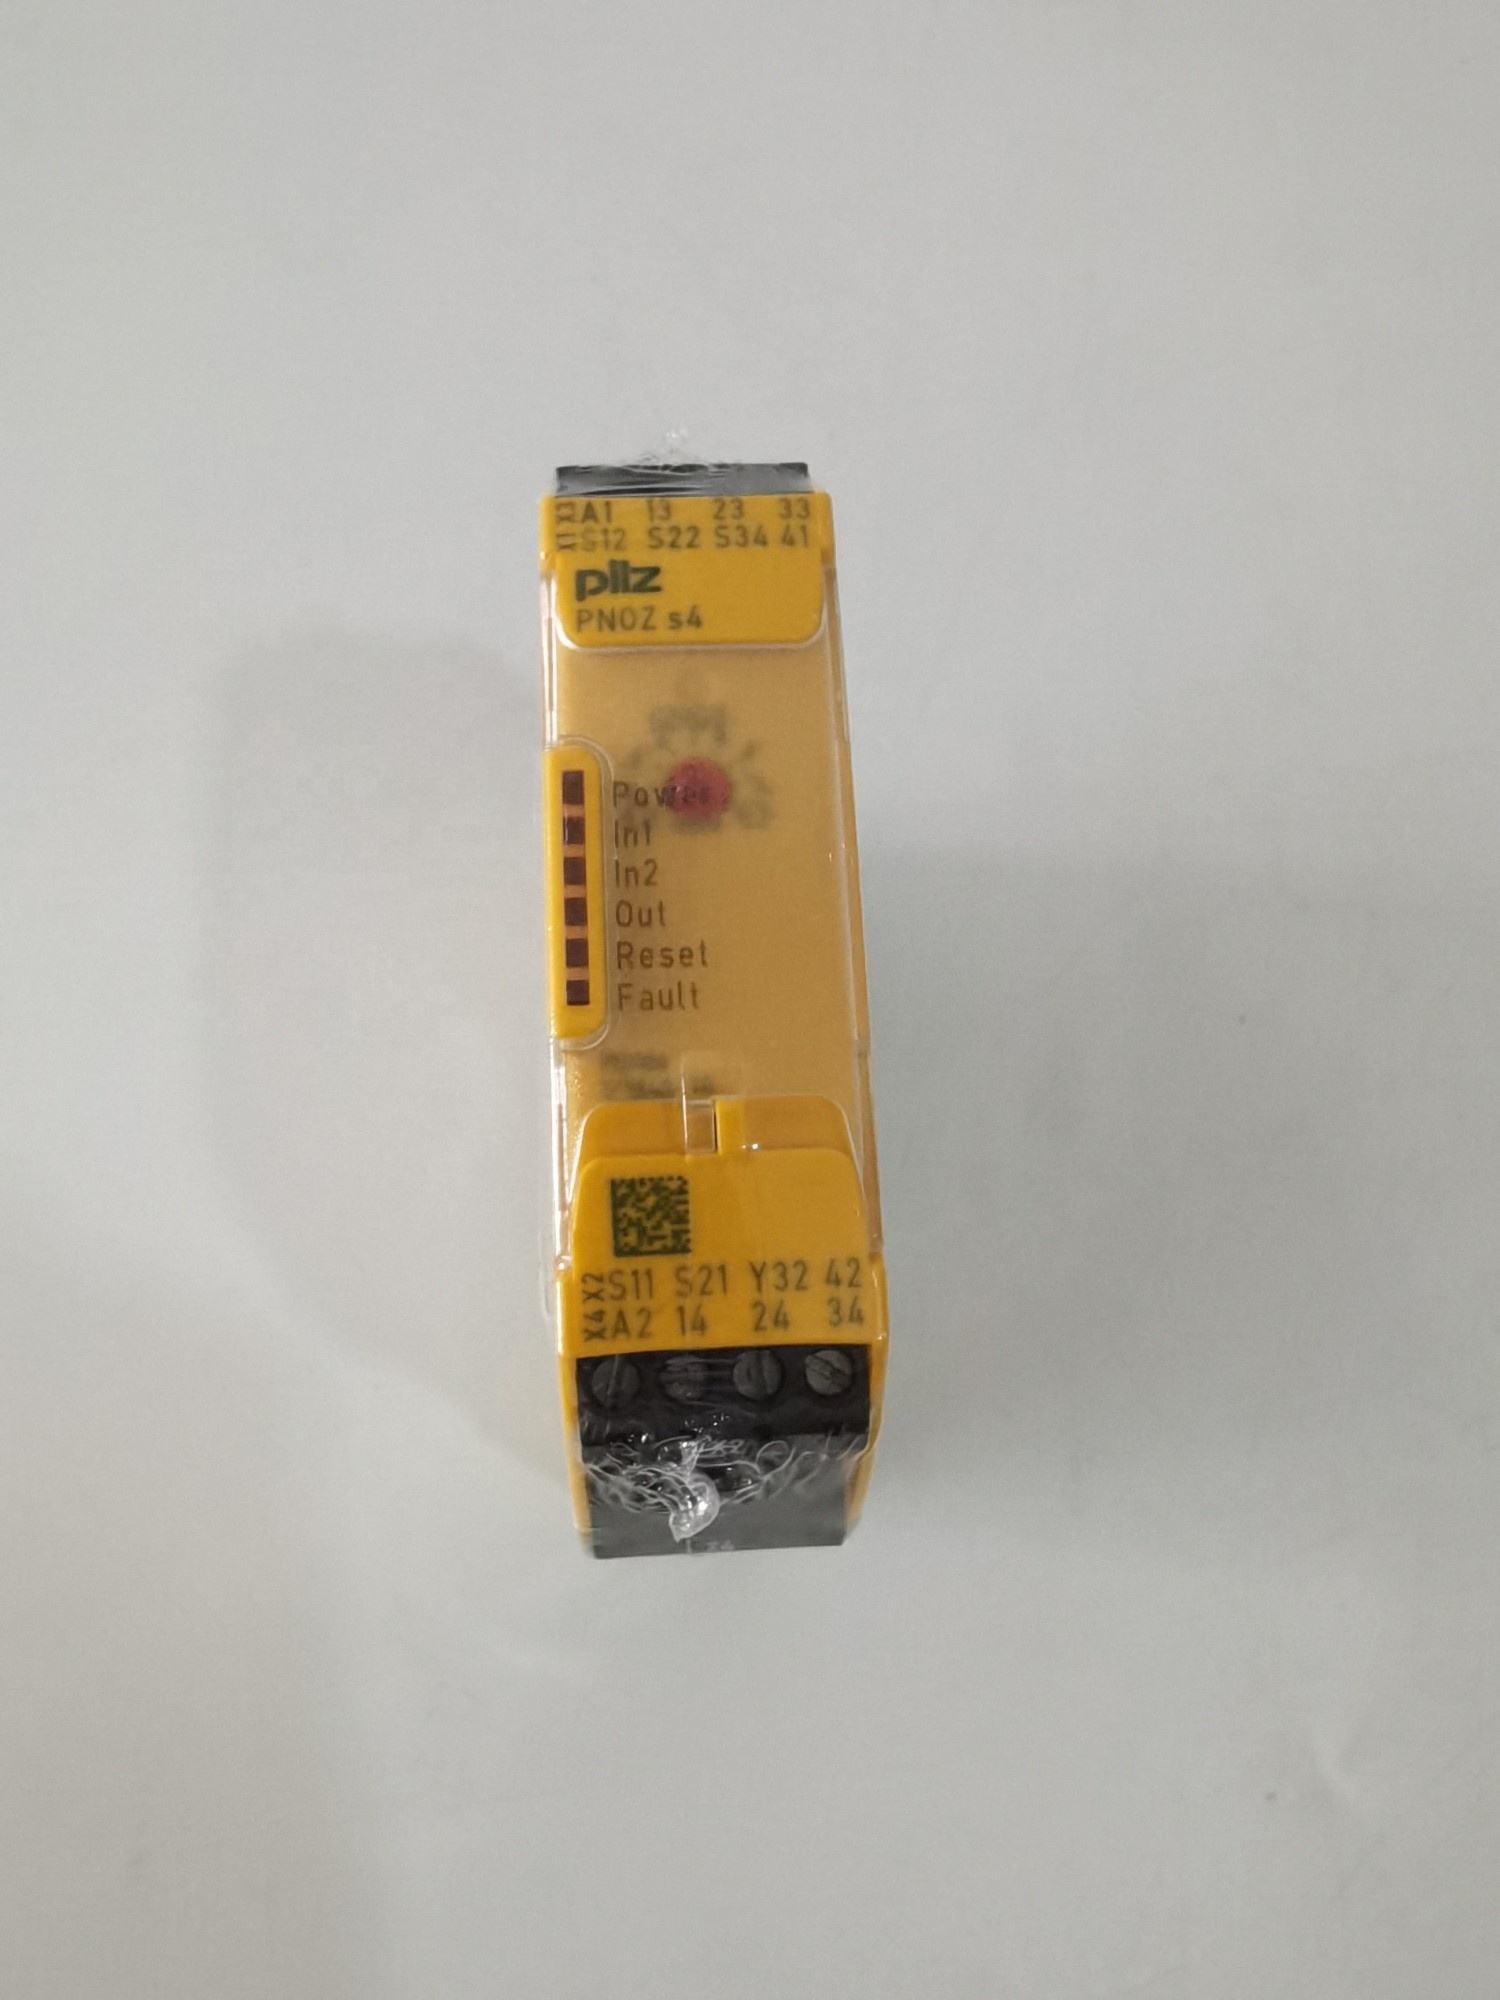 X3 A1 13 23 33
X1 S12 S22 S34 41
pilz
PNOZ s4
Power
In1
In2
Out
Reset
Fault
X2 S11 S21 Y32 42
X4 A2 14 24 34